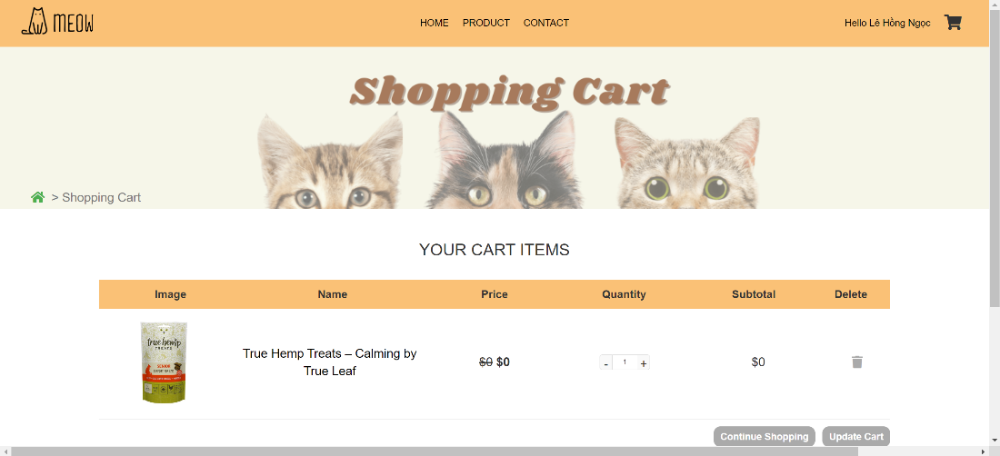 MEOW
HOME PRODUCT CONTACT
Hello Lê Hồng Ngọc
Shopping Cart
> Shopping Cart
YOUR CART ITEMS
Image Name Price Quantity Subtotal Delete
true hemp
TREATS
SENIOR
True Hemp Treats – Calming by
True Leaf
$0 $0
- 1 +
$0
Continue Shopping Update Cart